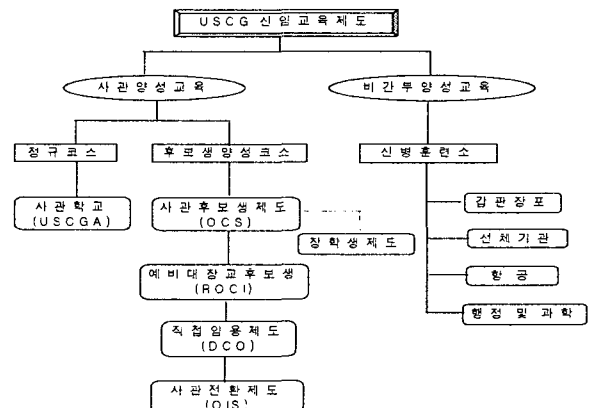 USCG 신임교육제도
사관양성교육
비간부양성교육
정규코스
후보생양성코스
신병훈련소
사관학교
(USCGA)
사관후보생제도
(OCS)
장학생제도
예비대장교후보생
(ROCI)
직접임용제도
(DCO)
사관전환제도
(OIS)
갑판장포
선체기관
항공
행정및과학